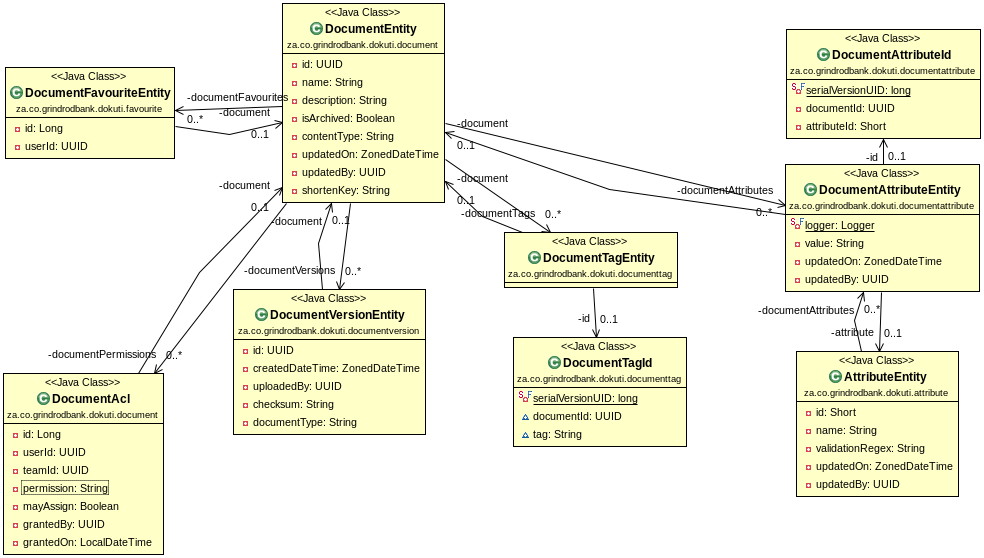 <<Java Class>>
DocumentEntity
za.co.grindrodbank.dokuti.document
id: UUID
name: String
description: String
isArchived: Boolean
contentType: String
updatedOn: ZonedDateTime
updatedBy: UUID
shortenKey: String
<<Java Class>>
DocumentFavouriteEntity
za.co.grindrodbank.dokuti.favourite
id: Long
userId: UUID
-documentFavourites
0..*
-document
0..1
<<Java Class>>
DocumentAttributeId
za.co.grindrodbank.dokuti.documentattribute
serialVersionUID: long
documentId: UUID
attributeId: Short
-id
0..1
-document
0..1
-documentAttributes
0..*
<<Java Class>>
DocumentAttributeEntity
za.co.grindrodbank.dokuti.documentattribute
logger: Logger
value: String
updatedOn: ZonedDateTime
updatedBy: UUID
-document
0..1
-documentTags
0..*
<<Java Class>>
DocumentTagEntity
za.co.grindrodbank.dokuti.documenttag
-id
0..1
<<Java Class>>
DocumentTagId
za.co.grindrodbank.dokuti.documenttag
serialVersionUID: long
documentId: UUID
tag: String
-document
0..1
-document
0..1
-documentVersions
0..*
<<Java Class>>
DocumentVersionEntity
za.co.grindrodbank.dokuti.documentversion
id: UUID
createdDateTime: ZonedDateTime
uploadedBy: UUID
checksum: String
documentType: String
-documentPermissions
0..*
<<Java Class>>
DocumentAcl
za.co.grindrodbank.dokuti.document
id: Long
userId: UUID
teamId: UUID
permission: String
mayAssign: Boolean
grantedBy: UUID
grantedOn: LocalDateTime
-documentAttributes
0..*
-attribute
0..1
<<Java Class>>
AttributeEntity
za.co.grindrodbank.dokuti.attribute
id: Short
name: String
validationRegex: String
updatedOn: ZonedDateTime
updatedBy: UUID